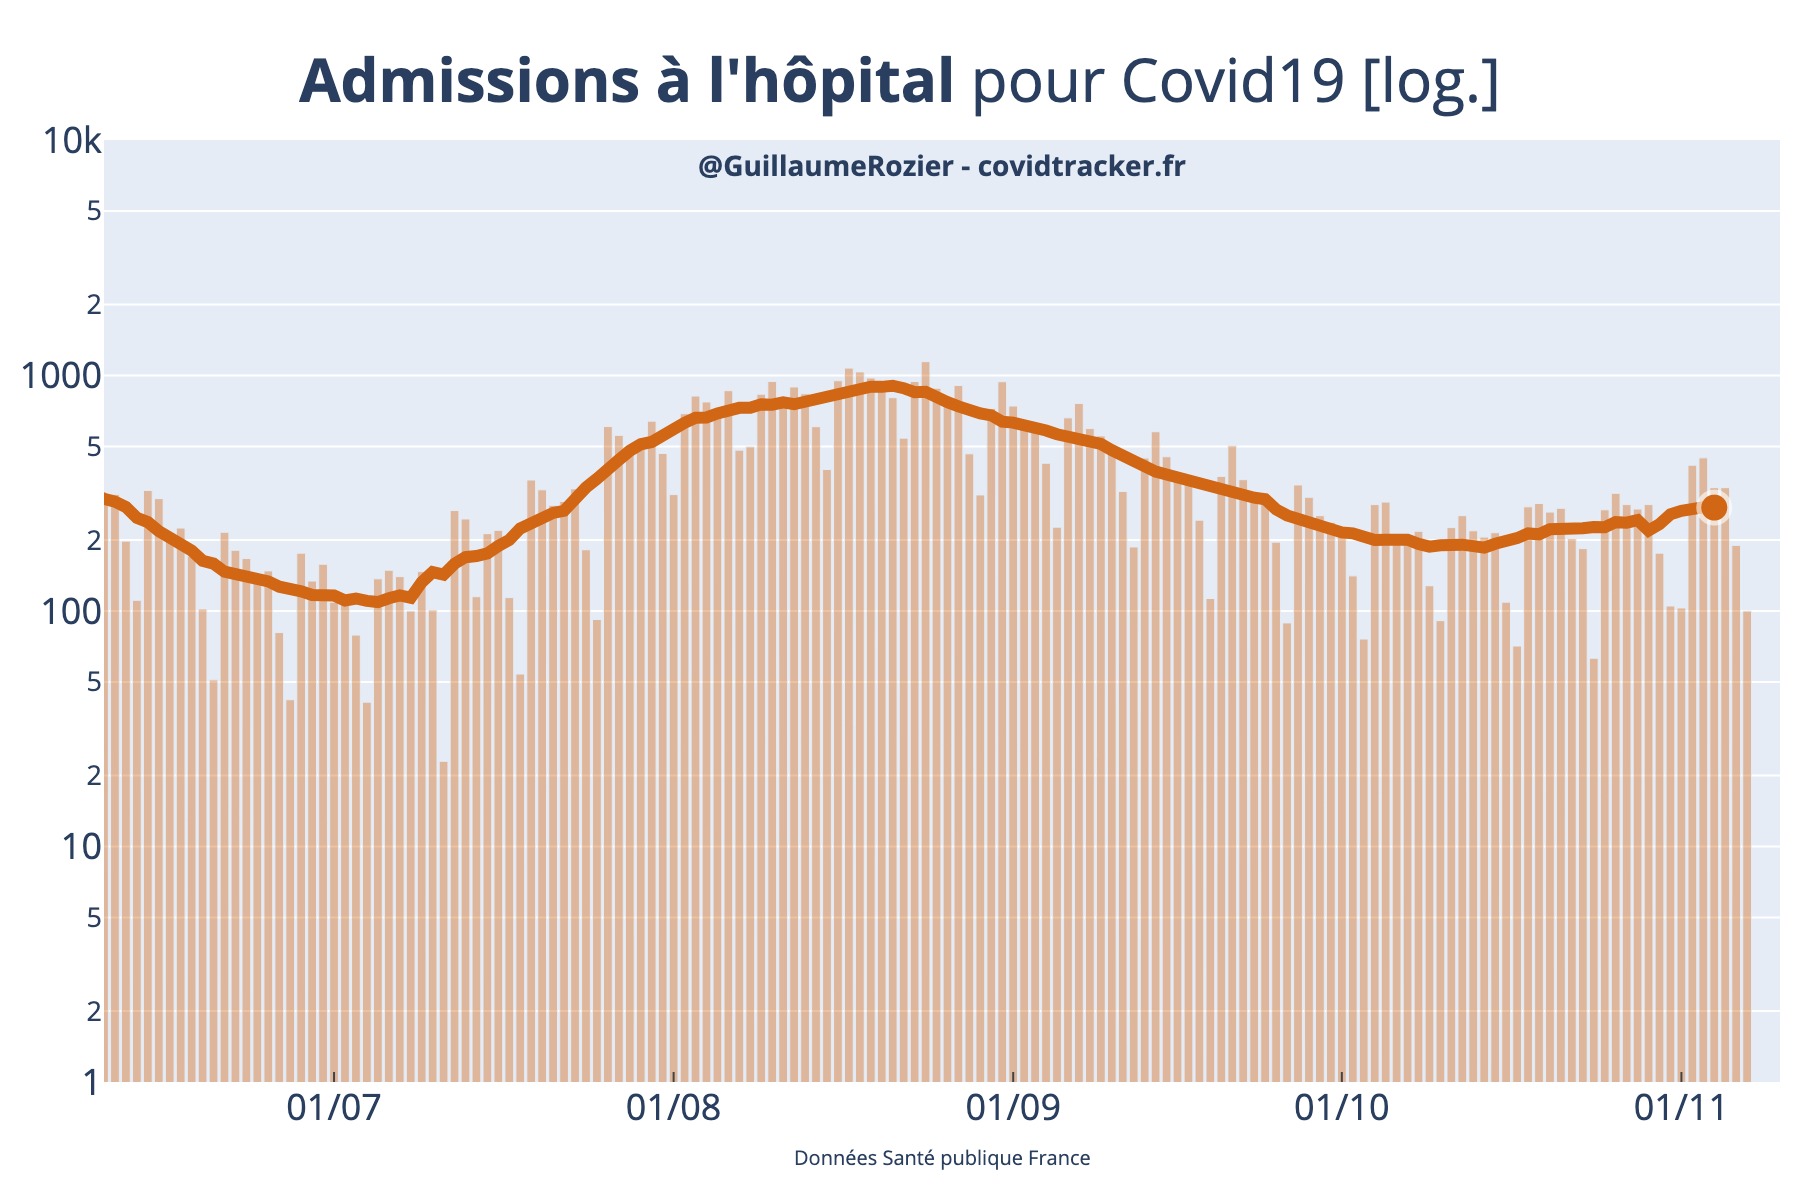 Admissions à l'hôpital pour Covid19 [log.]
@GuillaumeRozier - covidtracker.fr
10k
5
2
1000
5
2
100
5
2
10
5
2
1
01/07 01/08 01/09 01/10 01/11
Données Santé publique France